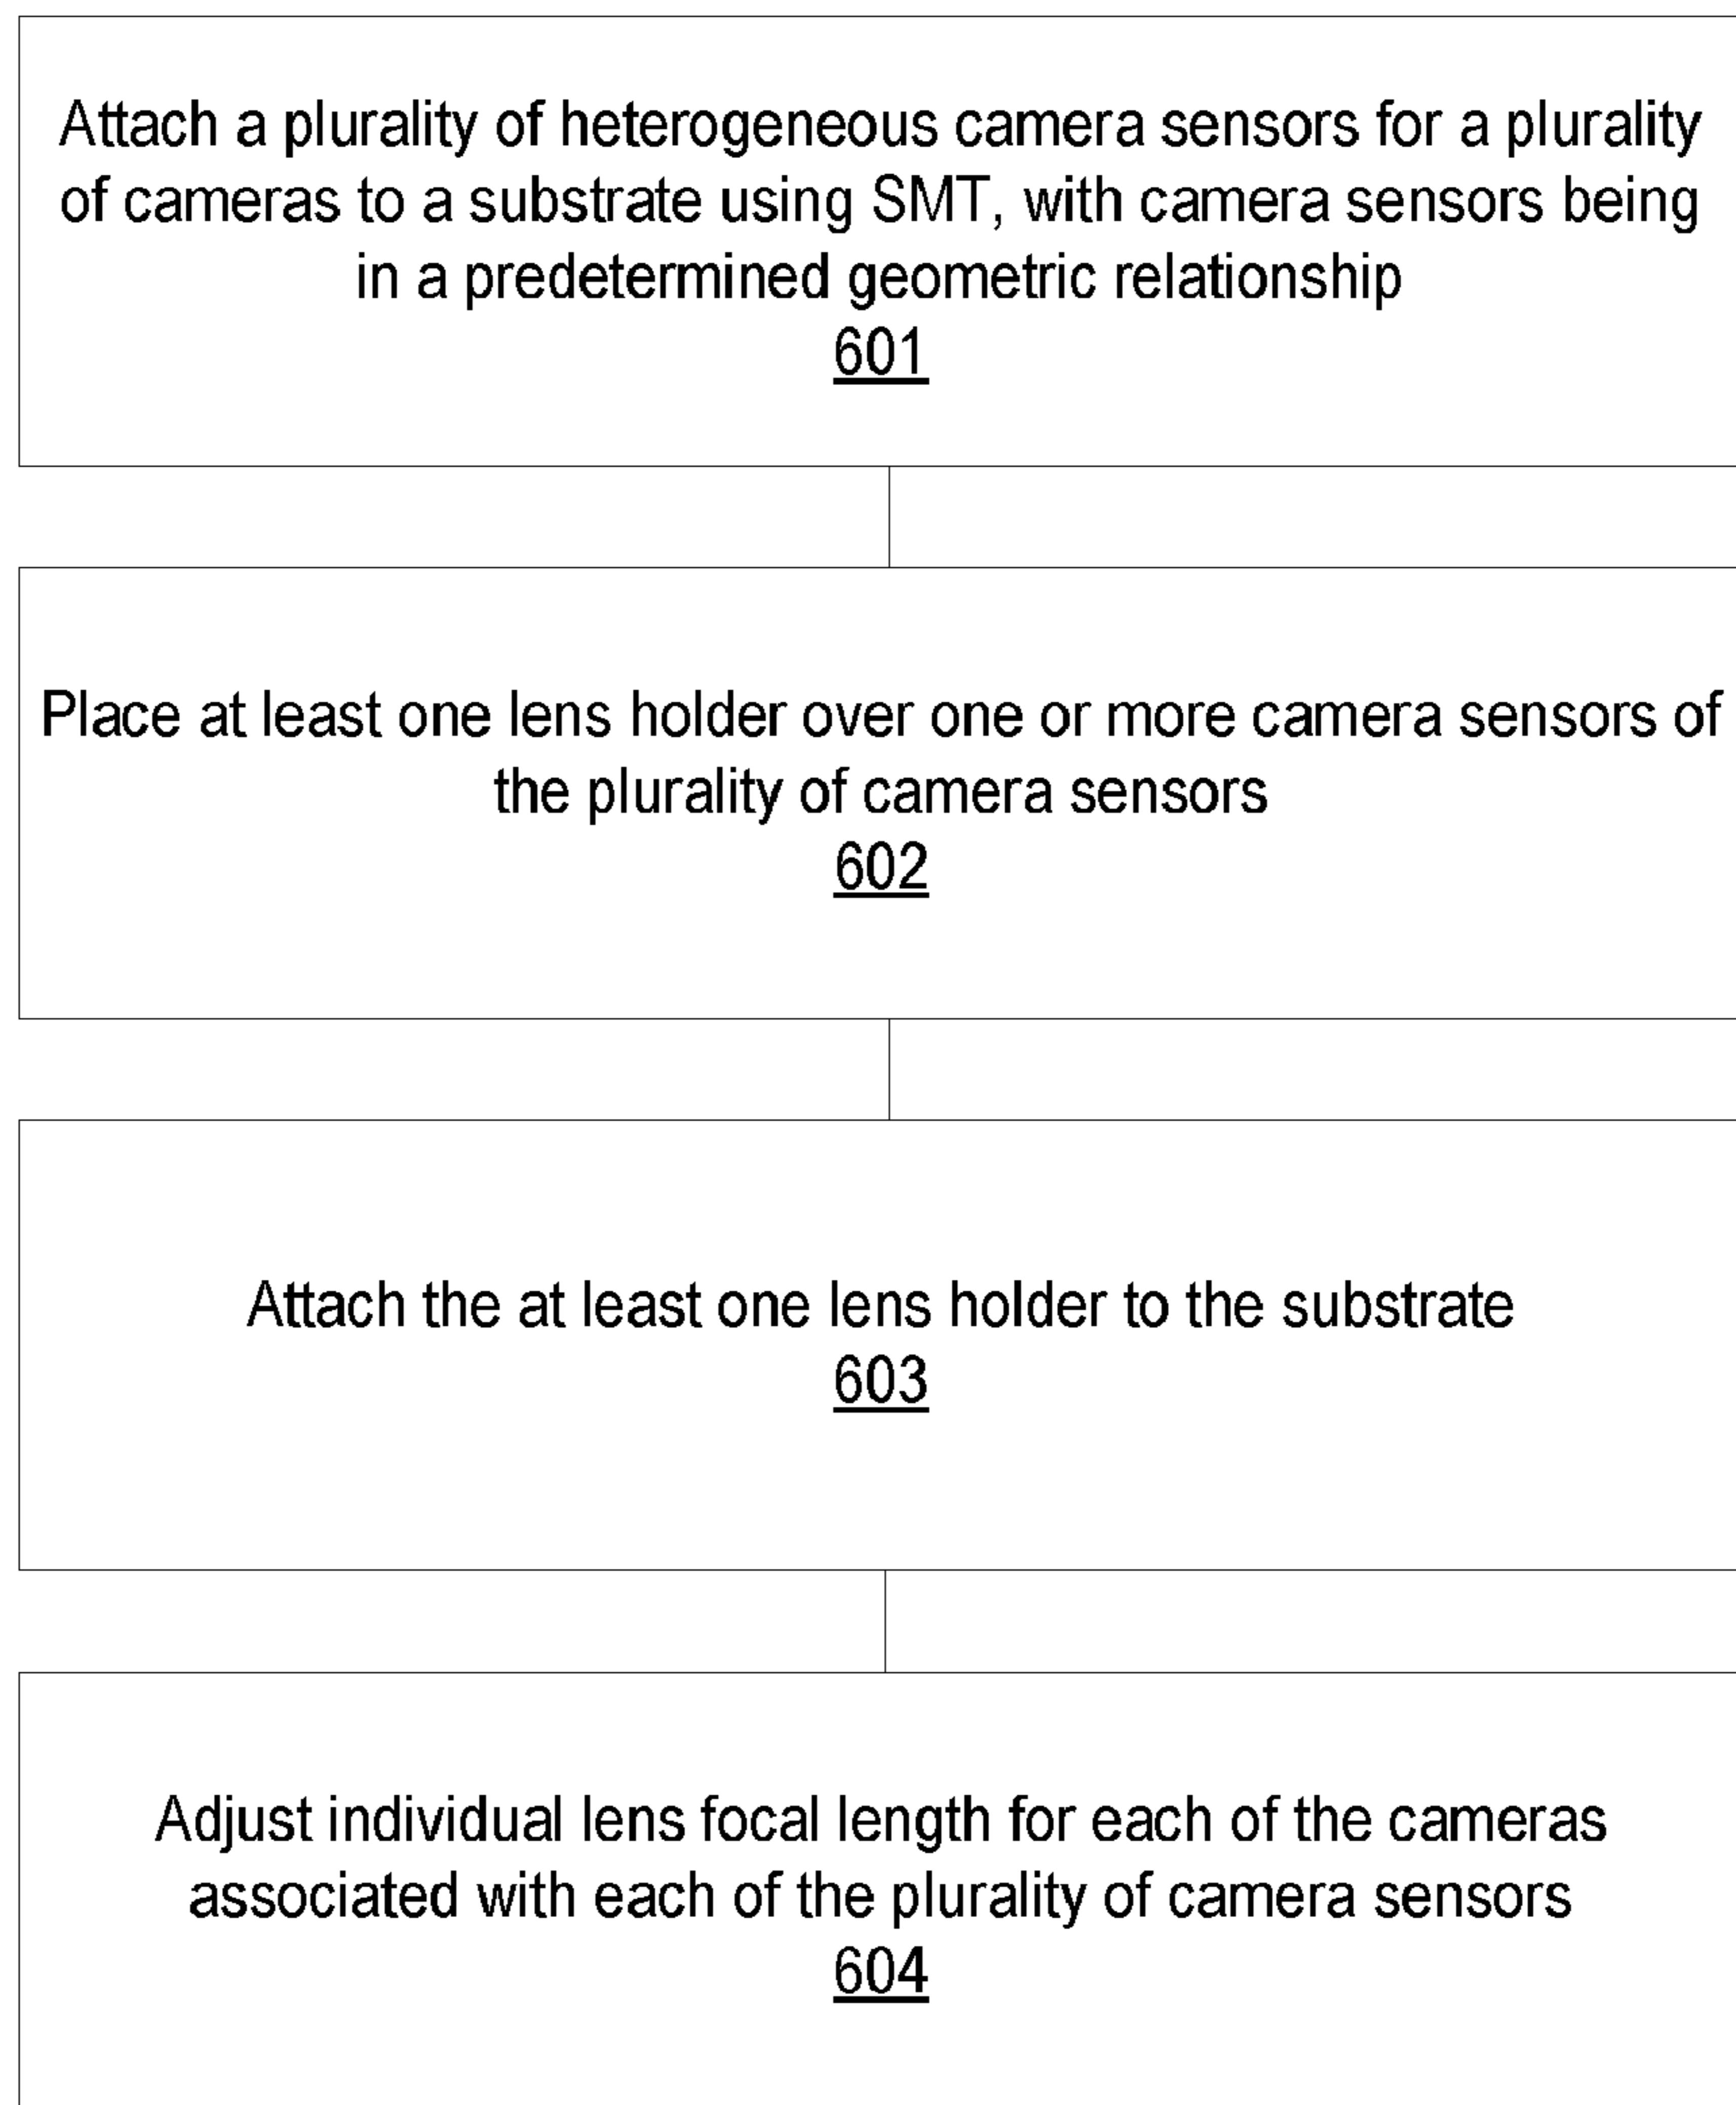 Attach a plurality of heterogeneous camera sensors for a plurality
of cameras to a substrate using SMT, with camera sensors being
in a predetermined geometric relationship
601
Place at least one lens holder over one or more camera sensors of
the plurality of camera sensors
602
Attach the at least one lens holder to the substrate
603
Adjust individual lens focal length for each of the cameras
associated with each of the plurality of camera sensors
604